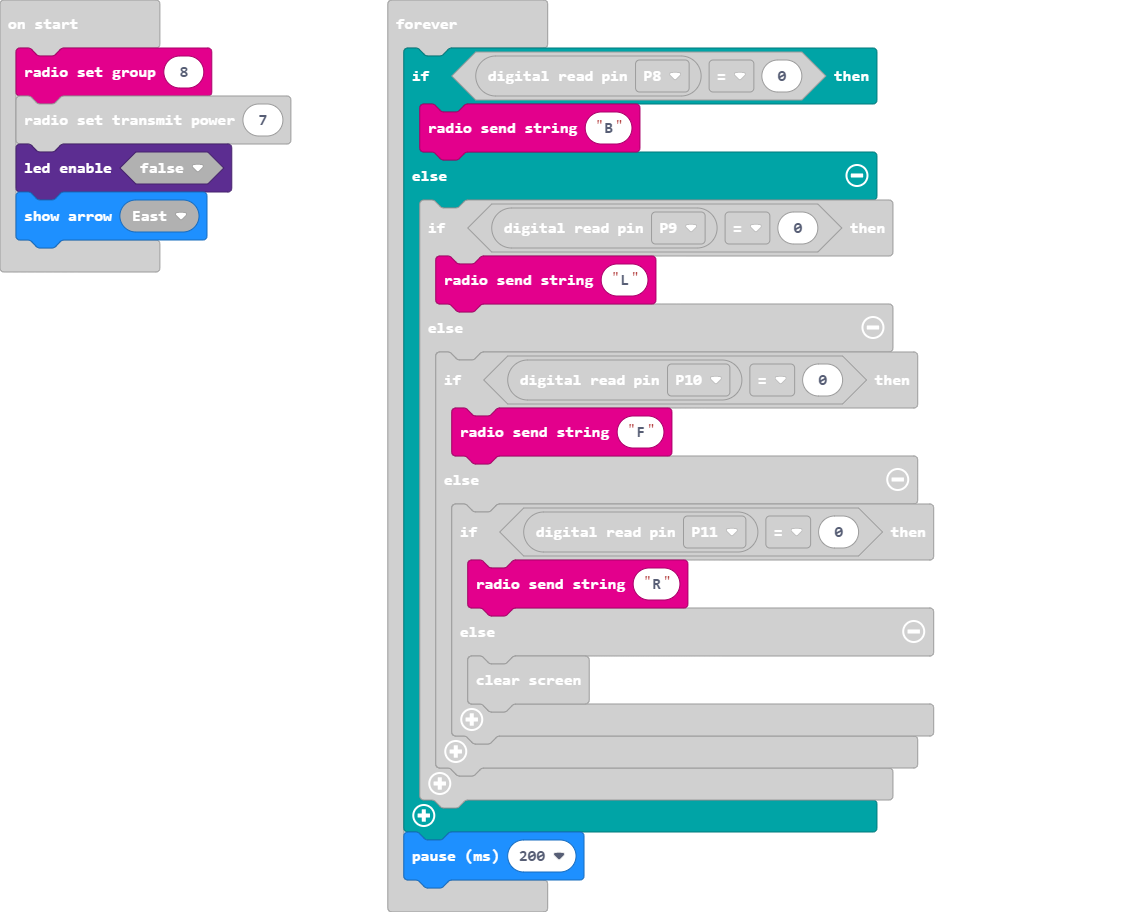 on start
radio set group 8
radio set transmit power 7
led enable false
show arrow East
forever
if digital read pin P8 = 0 then
radio send string "B"
else
if digital read pin P9 = 0 then
radio send string "L"
else
if digital read pin P10 = 0 then
radio send string "F"
else
if digital read pin P11 = 0 then
radio send string "R"
else
clear screen
pause (ms) 200